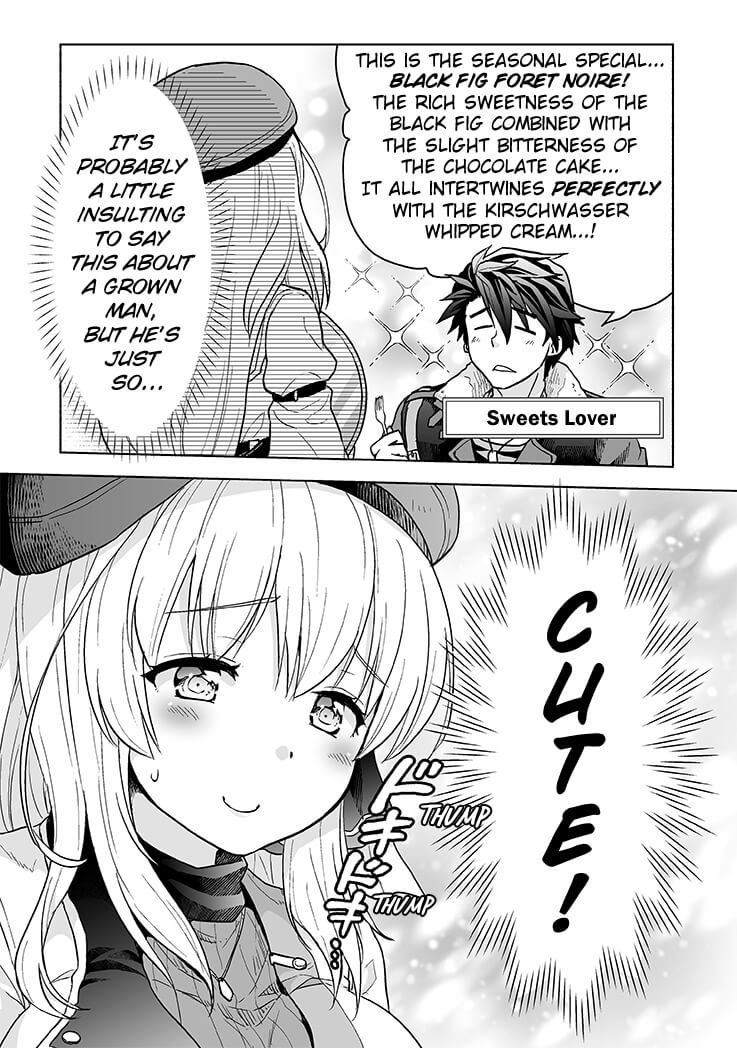 THIS IS THE SEASONAL SPECIAL...
BLACK FIG FORET NOIRE!
THE RICH SWEETNESS OF THE
BLACK FIG COMBINED WITH
THE SLIGHT BITTERNESS OF
THE CHOCOLATE CAKE...
IT ALL INTERTWINES PERFECTLY
WITH THE KIRSCHWASSER
WHIPPED CREAM...!
Sweets Lover
IT'S
PROBABLY
A LITTLE
INSULTING
TO SAY
THIS ABOUT
A GROWN
MAN,
BUT HE'S
JUST
SO...
CUTE!
ドキ
THUMP
ドキ…
THUMP